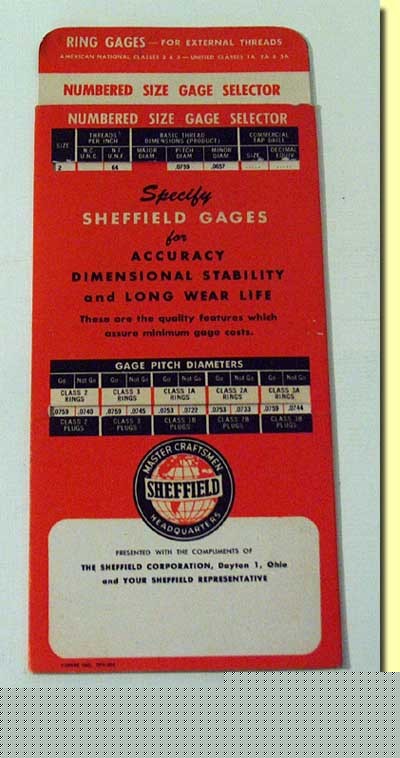 RING GAGES — FOR EXTERNAL THREADS
AMERICAN NATIONAL CLASSES 2 & 3 — UNIFIED CLASSES 1A, 2A & 3A
NUMBERED SIZE GAGE SELECTOR
NUMBERED SIZE GAGE SELECTOR
SIZE THREADS PER INCH BASIC THREAD DIMENSIONS (PRODUCT) COMMERCIAL TAP DRILL
N.C. U.N.C. N.F. U.N.F. MAJOR DIAM PITCH DIAM MINOR DIAM SIZE DECIMAL EQUIV.
2 64 .0759 .0657
Specify
SHEFFIELD GAGES
for
ACCURACY
DIMENSIONAL STABILITY
and LONG WEAR LIFE
These are the quality features which
assure minimum gage costs.
GAGE PITCH DIAMETERS
Go Not Go Go Not Go Go Not Go Go Not Go Go Not Go
CLASS 2 RINGS CLASS 3 RINGS CLASS 1A RINGS CLASS 2A RINGS CLASS 3A RINGS
.0759 .0740 .0759 .0745 .0753 .0722 .0753 .0733 .0759 .0744
CLASS 2 PLUGS CLASS 3 PLUGS CLASS 1B PLUGS CLASS 2B PLUGS CLASS 3B PLUGS
MASTER CRAFTSMEN
SHEFFIELD
HEADQUARTERS
PRESENTED WITH THE COMPLIMENTS OF
THE SHEFFIELD CORPORATION, Dayton 1, Ohio
and YOUR SHEFFIELD REPRESENTATIVE